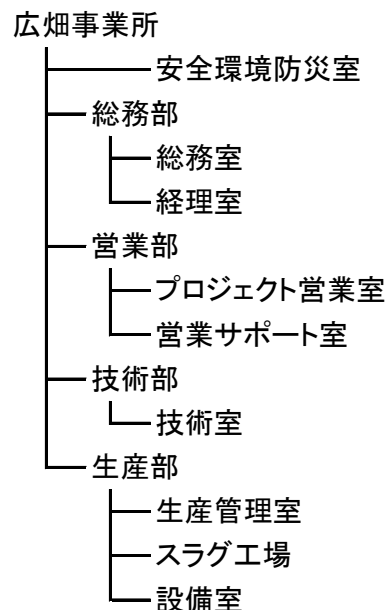 広畑事業所
安全環境防災室
総務部
総務室
経理室
営業部
プロジェクト営業室
営業サポート室
技術部
技術室
生産部
生産管理室
スラグ工場
設備室